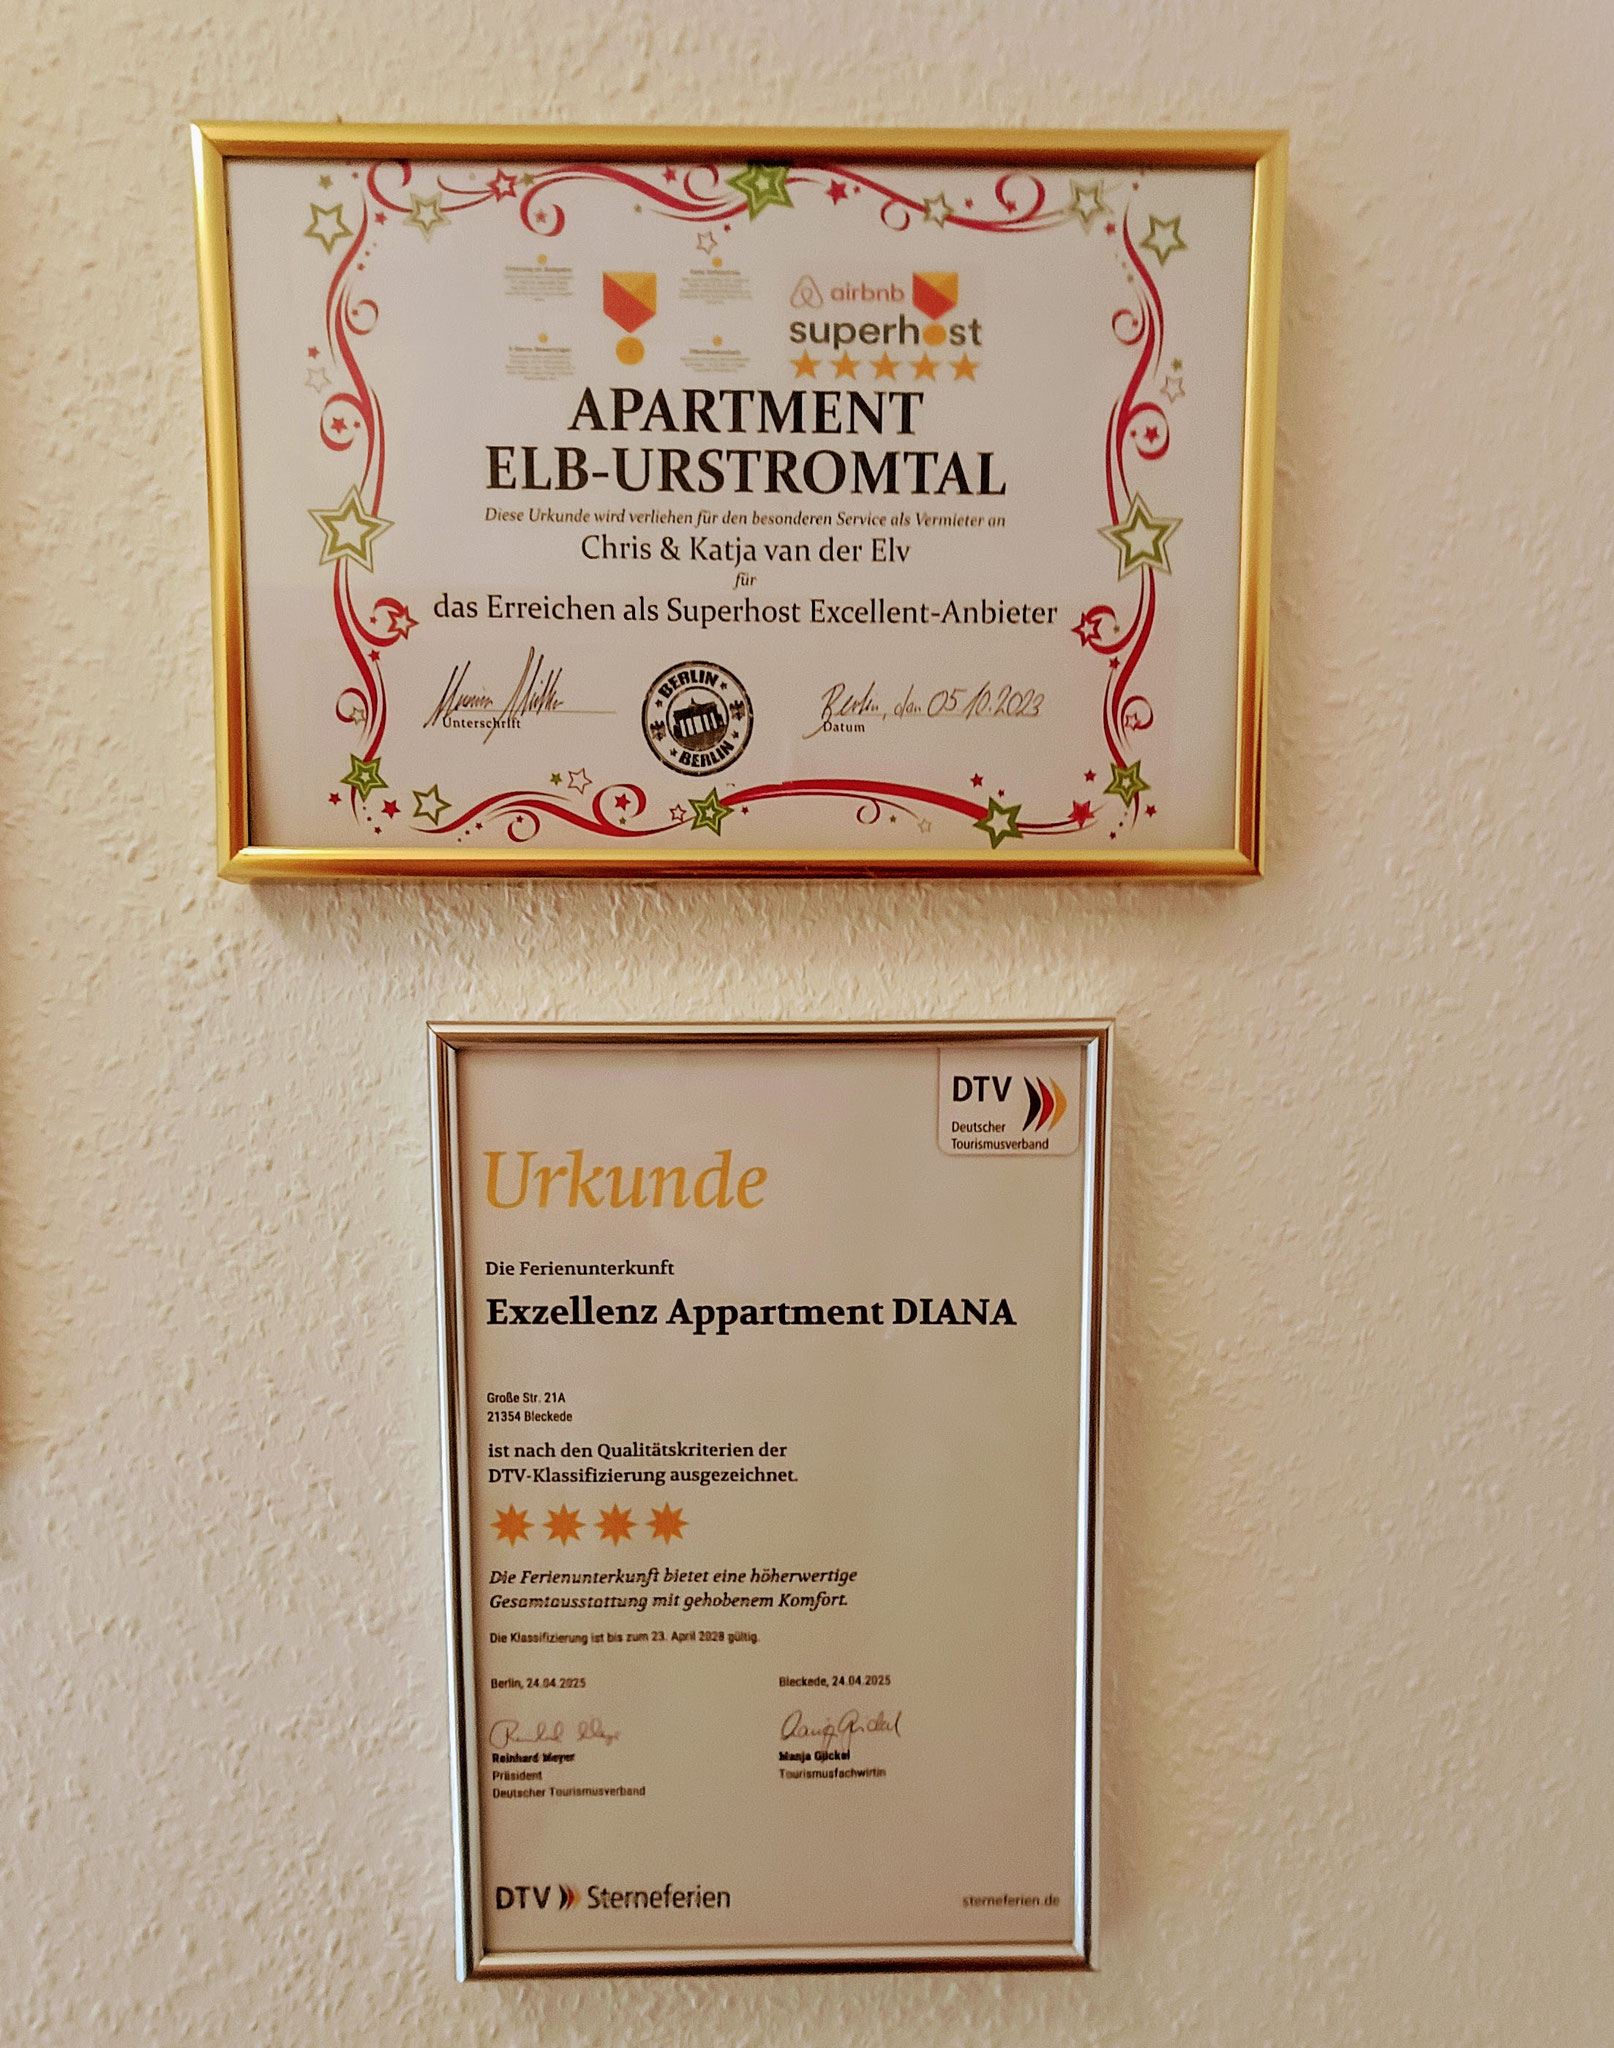 airbnb
superhost
APARTMENT
ELB-URSTROMTAL
Diese Urkunde wird verliehen für den besonderen Service als Vermieter an
Chris & Katja van der Elv
für
das Erreichen als Superhost Excellent-Anbieter
Unterschrift
BERLIN
BERLIN
Berlin, den 05.10.2023
Datum
DTV
Deutscher
Tourismusverband
Urkunde
Die Ferienunterkunft
Exzellenz Appartment DIANA
Große Str. 21A
21354 Bleckede
ist nach den Qualitätskriterien der
DTV-Klassifizierung ausgezeichnet.
Die Ferienunterkunft bietet eine höherwertige
Gesamtausstattung mit gehobenem Komfort.
Die Klassifizierung ist bis zum 23. April 2028 gültig.
Berlin, 24.04.2025
Bleckede, 24.04.2025
Reinhard Meyer
Präsident
Deutscher Tourismusverband
Manja Gückel
Tourismusfachwirtin
DTV Sterneferien
sterneferien.de